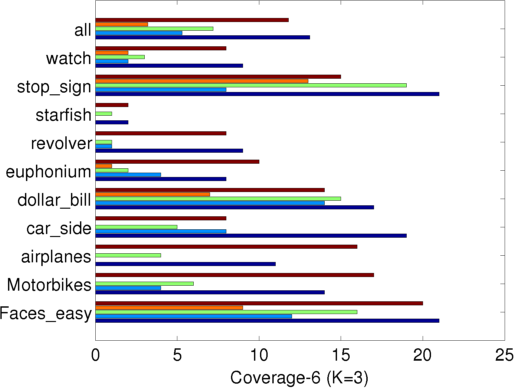 all
watch
stop_sign
starfish
revolver
euphonium
dollar_bill
car_side
airplanes
Motorbikes
Faces_easy
0 5 10 15 20 25
Coverage-6 (K=3)